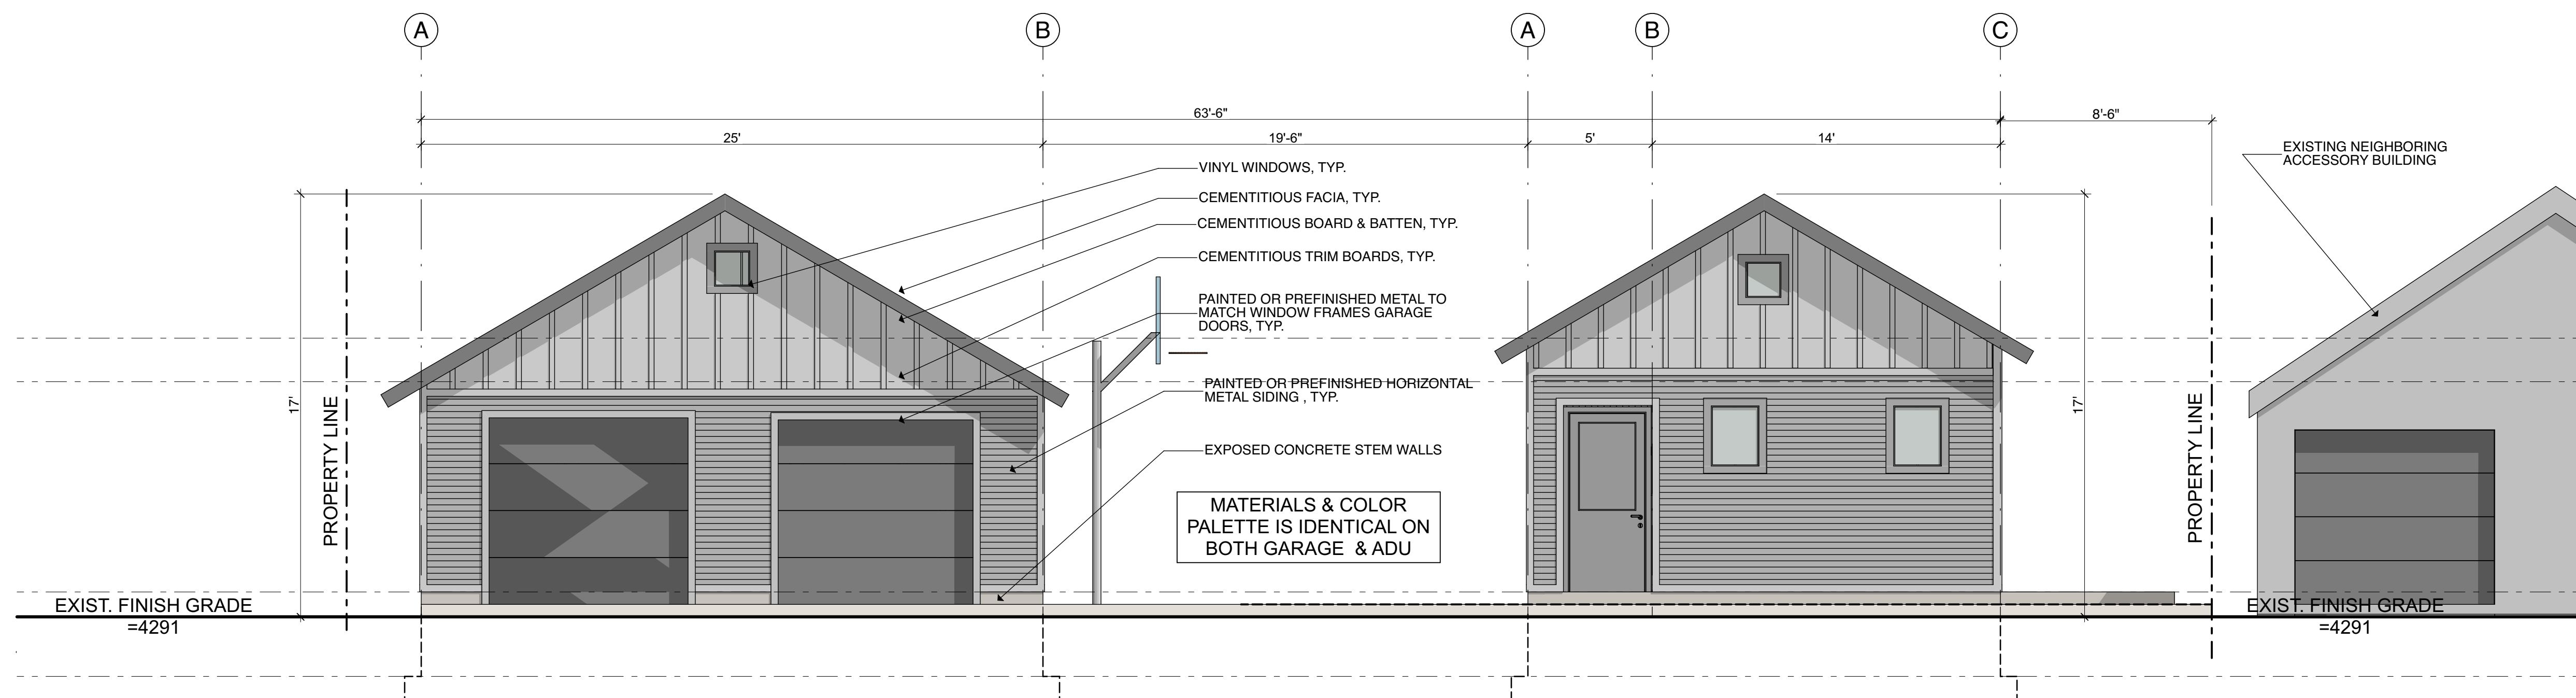 A
B
A
B
C
63'-6"
8'-6"
25'
19'-6"
5'
14'
VINYL WINDOWS, TYP.
CEMENTITIOUS FACIA, TYP.
CEMENTITIOUS BOARD & BATTEN, TYP.
CEMENTITIOUS TRIM BOARDS, TYP.
PAINTED OR PREFINISHED METAL TO
MATCH WINDOW FRAMES GARAGE
DOORS, TYP.
PAINTED OR PREFINISHED HORIZONTAL
METAL SIDING , TYP.
EXPOSED CONCRETE STEM WALLS
MATERIALS & COLOR
PALETTE IS IDENTICAL ON
BOTH GARAGE & ADU
EXISTING NEIGHBORING
ACCESSORY BUILDING
17'
PROPERTY LINE
17'
PROPERTY LINE
EXIST. FINISH GRADE
=4291
EXIST. FINISH GRADE
=4291